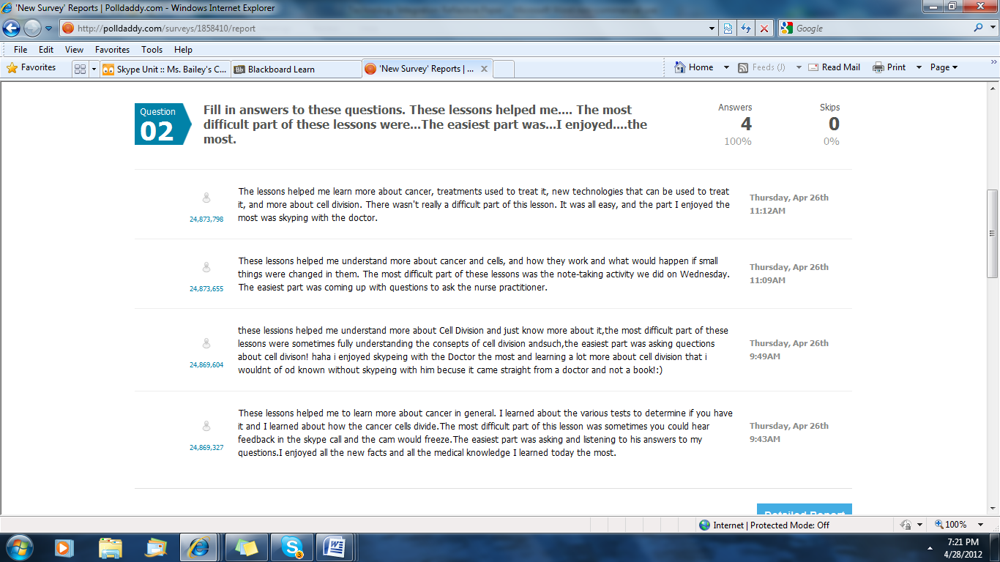 'New Survey' Reports | Polldaddy.com - Windows Internet Explorer
http://polldaddy.com/surveys/1858410/report
Google
File Edit View Favorites Tools Help
Favorites
Skype Unit :: Ms. Bailey's C...
Bb Blackboard Learn
'New Survey' Reports | ...
Home Feeds (J) Read Mail Print Page
Question
02
Fill in answers to these questions. These lessons helped me.... The most
difficult part of these lessons were...The easiest part was...I enjoyed....the
most.
Answers
4
100%
Skips
0
0%
The lessons helped me learn more about cancer, treatments used to treat it, new technologies that can be used to treat
it, and more about cell division. There wasn't really a difficult part of this lesson. It was all easy, and the part I enjoyed the
most was skyping with the doctor.
24,873,798
Thursday, Apr 26th
11:12AM
These lessons helped me understand more about cancer and cells, and how they work and what would happen if small
things were changed in them. The most difficult part of these lessons was the note-taking activity we did on Wednesday.
The easiest part was coming up with questions to ask the nurse practitioner.
24,873,655
Thursday, Apr 26th
11:09AM
these lessions helped me understand more about Cell Division and just know more about it,the most difficult part of these
lessons were sometimes fully understanding the consepts of cell division andsuch,the easiest part was asking quections
about cell divison! haha i enjoyed skypeing with the Doctor the most and learning a lot more about cell division that i
wouldnt of od known without skypeing with him becuse it came straight from a doctor and not a book!:)
24,869,604
Thursday, Apr 26th
9:49AM
These lessons helped me to learn more about cancer in general. I learned about the various tests to determine if you have
it and I learned about how the cancer cells divide.The most difficult part of this lesson was sometimes you could hear
feedback in the skype call and the cam would freeze.The easiest part was asking and listening to his answers to my
questions.I enjoyed all the new facts and all the medical knowledge I learned today the most.
24,869,327
Thursday, Apr 26th
9:43AM
Detailed Report
Internet | Protected Mode: Off
100%
3
7:21 PM
4/28/2012